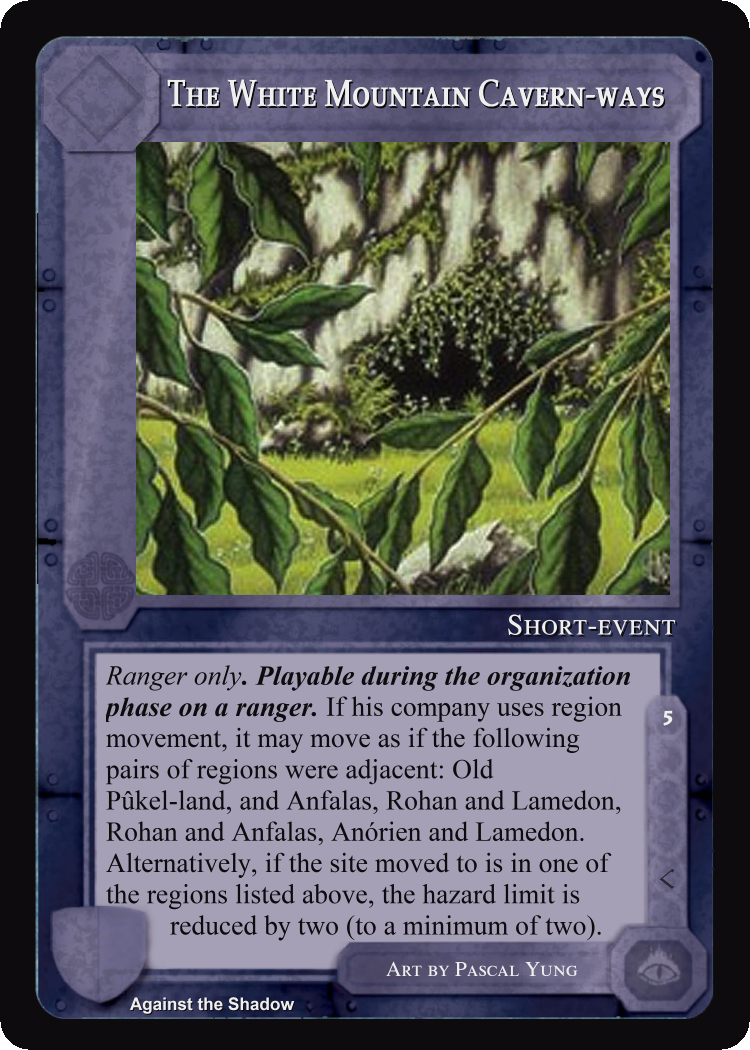 The White Mountain Cavern-ways
Short-event
Ranger only. Playable during the organization
phase on a ranger. If his company uses region
movement, it may move as if the following
pairs of regions were adjacent: Old
Pûkel-land, and Anfalas, Rohan and Lamedon,
Rohan and Anfalas, Anórien and Lamedon.
Alternatively, if the site moved to is in one of
the regions listed above, the hazard limit is
reduced by two (to a minimum of two).
5
Art by Pascal Yung
Against the Shadow